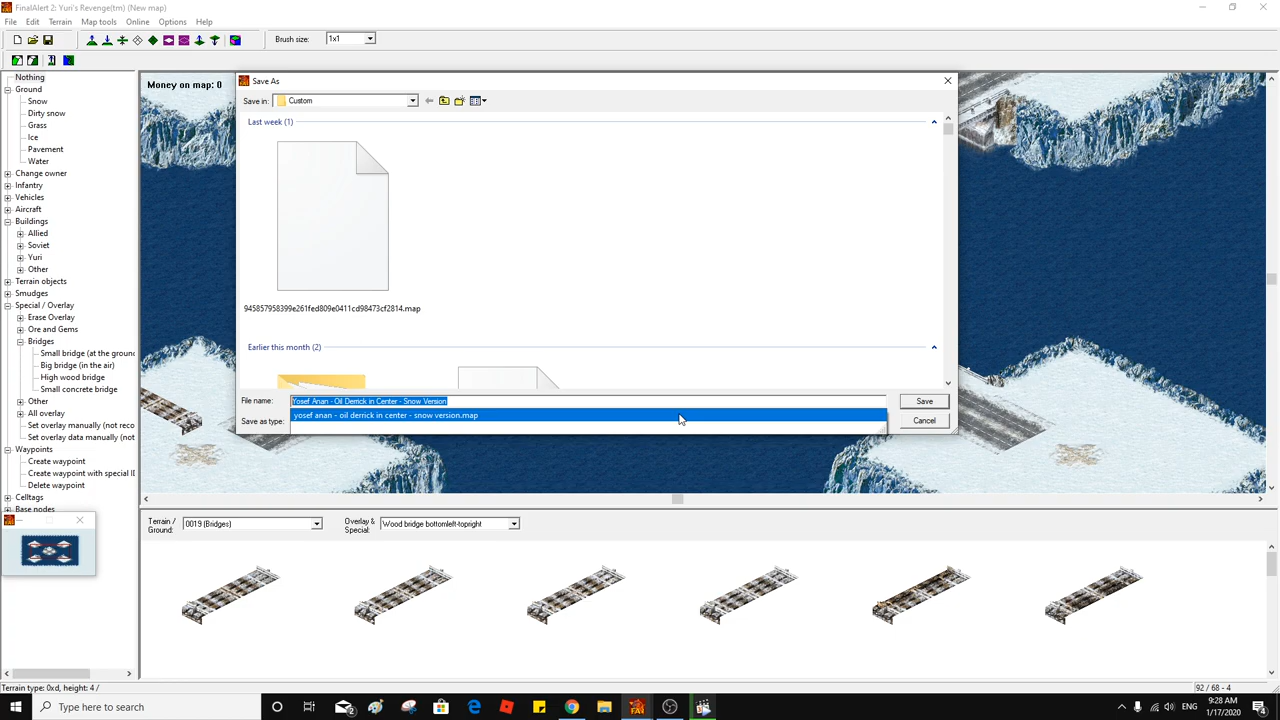 FinalAlert 2: Yuri's Revenge(tm) (New map)
File Edit Terrain Map tools Online Options Help
Brush size: 1x1
Nothing
Ground
Snow
Dirty snow
Grass
Ice
Pavement
Water
Change owner
Infantry
Vehicles
Aircraft
Buildings
Allied
Soviet
Yuri
Other
Terrain objects
Smudges
Special / Overlay
Erase Overlay
Ore and Gems
Bridges
Small bridge (at the groun
Big bridge (in the air)
High wood bridge
Small concrete bridge
Other
All overlay
Set overlay manually (not reco
Set overlay data manually (not
Waypoints
Create waypoint
Create waypoint with special I
Delete waypoint
Celltags
Base nodes
Money on map: 0
Save As
Save in: Custom
Last week (1)
945857958399e261fed809e0411cd98473cf2814.map
Earlier this month (2)
File name: Yosef Anan - Oil Derrick in Center - Snow Version
Save
yosef anan - oil derrick in center - snow version.map
Save as type:
Cancel
Terrain / Ground: 0019 (Bridges)
Overlay & Special: Wood bridge bottomleft-topright
Terrain type: 0xd, height: 4 /
92 / 68 - 4
Type here to search
9:28 AM
1/17/2020